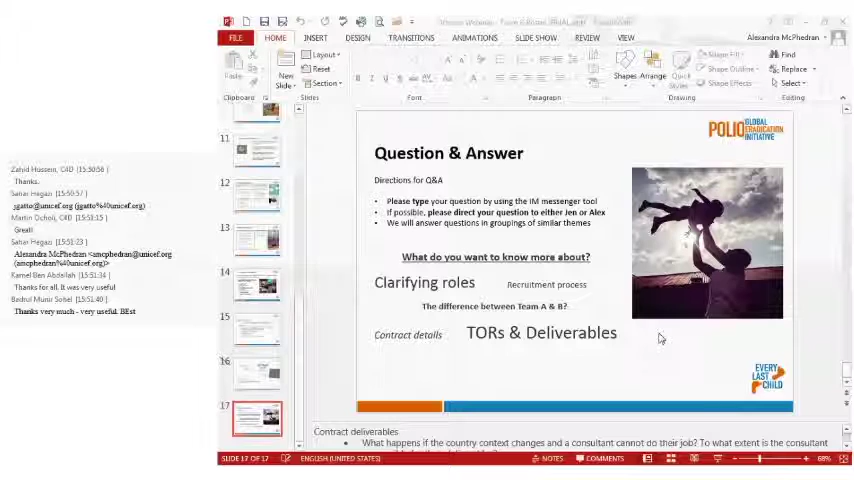 Zahid Hussein, C4D [15:50:56 ]
Thanks.
Sahar Hegazi [15:50:57 ]
jgatto@unicef.org (jgatto%40unicef.org)
Martin Ocholi, C4D [15:51:15 ]
Great!
Sahar Hegazi [15:51:23 ]
Alexandra McPhedran <amcphedran@unicef.org
(amcphedran%40unicef.org)>
Kamel Ben Abdallah [15:51:34 ]
Thanks for all. It was very useful
Badrul Munir Sohel [15:51:40 ]
Thanks very much - very useful. BEst
FILE HOME INSERT DESIGN TRANSITIONS ANIMATIONS SLIDE SHOW REVIEW VIEW Alexandra McPhedran
Paste New Slide Layout Reset Section Shapes Arrange Quick Styles Shape Fill Shape Outline Shape Effects Find Replace Select
Clipboard Slides Font Paragraph Drawing Editing
11
12
13
14
15
16
17
POLIO GLOBAL ERADICATION INITIATIVE
Question & Answer
Directions for Q&A
• Please type your question by using the IM messenger tool
• If possible, please direct your question to either Jen or Alex
• We will answer questions in groupings of similar themes
What do you want to know more about?
Clarifying roles Recruitment process
The difference between Team A & B?
Contract details TORs & Deliverables
EVERY LAST CHILD
Contract deliverables
• What happens if the country context changes and a consultant cannot do their job? To what extent is the consultant
SLIDE 17 OF 17 ENGLISH (UNITED STATES) NOTES COMMENTS 68%